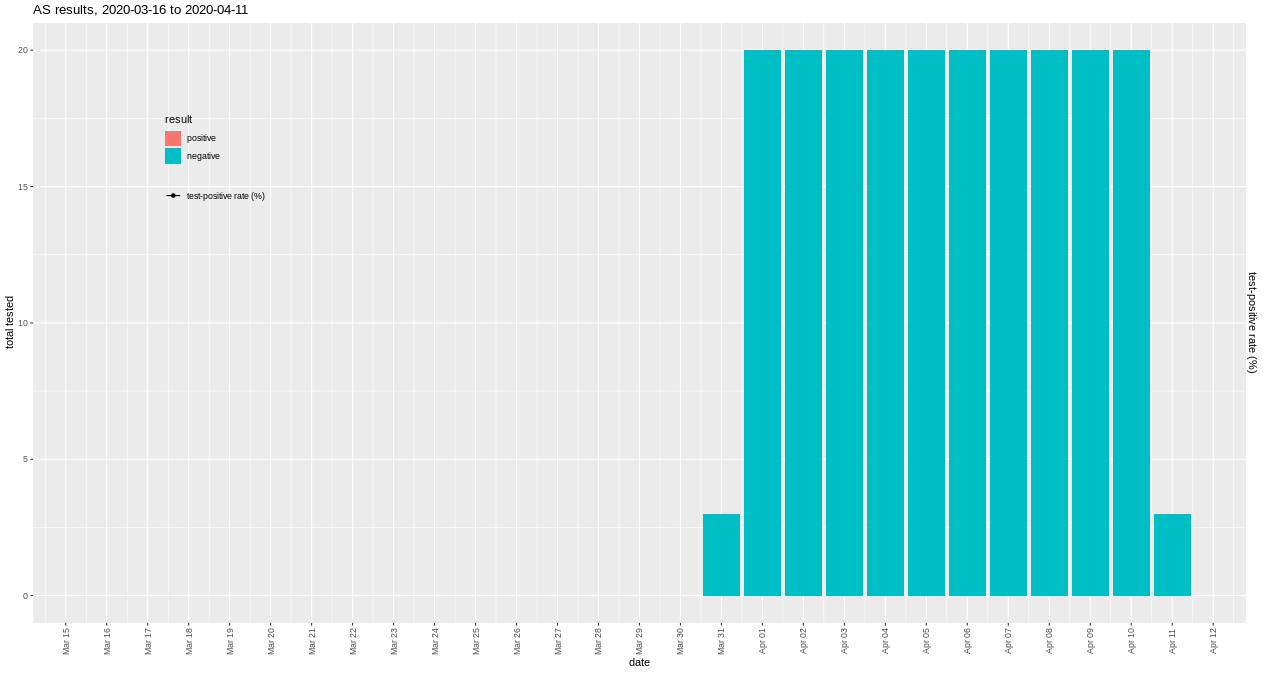 AS results, 2020-03-16 to 2020-04-11
20
15
10
5
0
total tested
result
positive
negative
test-positive rate (%)
test-positive rate (%)
Mar 15
Mar 16
Mar 17
Mar 18
Mar 19
Mar 20
Mar 21
Mar 22
Mar 23
Mar 24
Mar 25
Mar 26
Mar 27
Mar 28
Mar 29
Mar 30
Mar 31
Apr 01
Apr 02
Apr 03
Apr 04
Apr 05
Apr 06
Apr 07
Apr 08
Apr 09
Apr 10
Apr 11
Apr 12
date